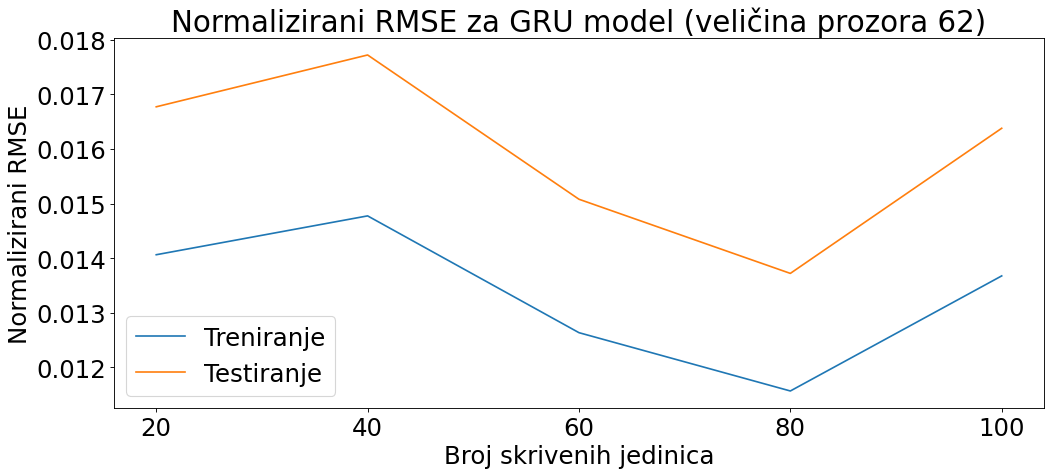 Normalizirani RMSE za GRU model (veličina prozora 62)
Normalizirani RMSE
0.018
0.017
0.016
0.015
0.014
0.013
0.012
Treniranje
Testiranje
20 40 60 80 100
Broj skrivenih jedinica